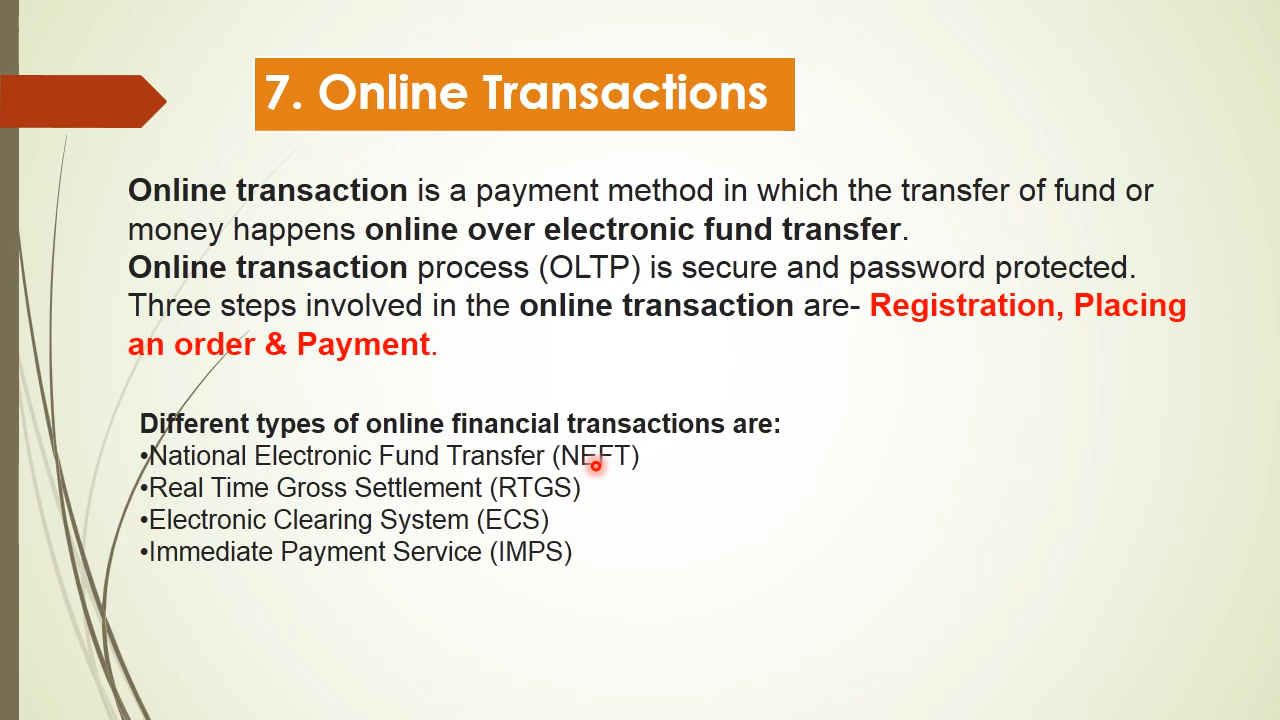 7. Online Transactions
Online transaction is a payment method in which the transfer of fund or
money happens online over electronic fund transfer.
Online transaction process (OLTP) is secure and password protected.
Three steps involved in the online transaction are- Registration, Placing
an order & Payment.
Different types of online financial transactions are:
•National Electronic Fund Transfer (NEFT)
•Real Time Gross Settlement (RTGS)
•Electronic Clearing System (ECS)
•Immediate Payment Service (IMPS)